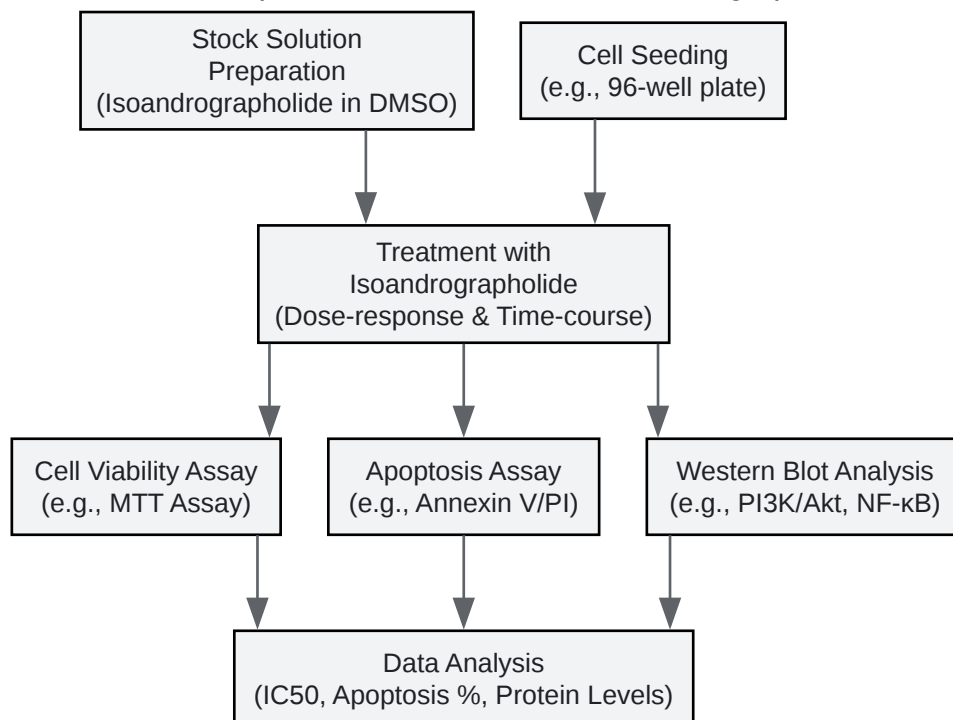 Stock Solution
Preparation
(Isoandrographolide in DMSO)
Cell Seeding
(e.g., 96-well plate)
Treatment with
Isoandrographolide
(Dose-response & Time-course)
Cell Viability Assay
(e.g., MTT Assay)
Apoptosis Assay
(e.g., Annexin V/PI)
Western Blot Analysis
(e.g., PI3K/Akt, NF-κB)
Data Analysis
(IC50, Apoptosis %, Protein Levels)